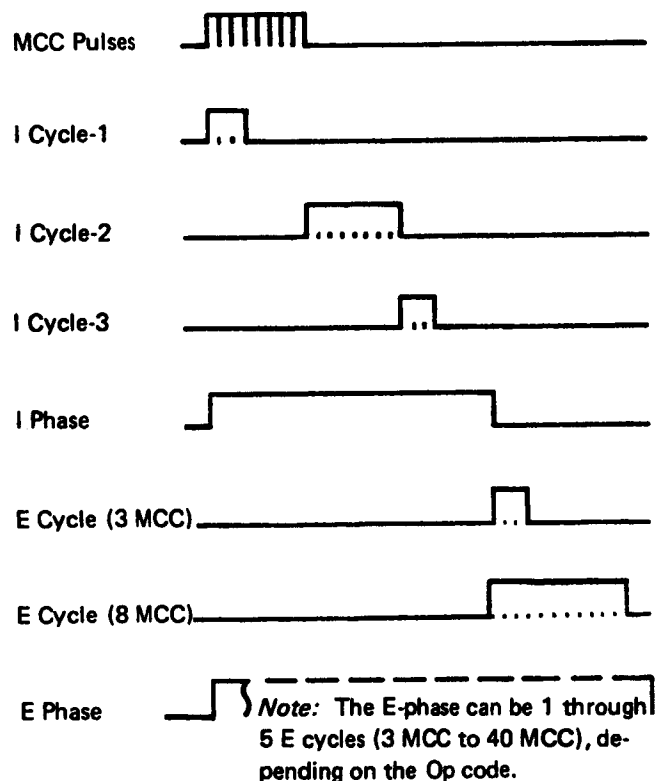 MCC Pulses
I Cycle-1
I Cycle-2
I Cycle-3
I Phase
E Cycle (3 MCC)
E Cycle (8 MCC)
E Phase
Note: The E-phase can be 1 through
5 E cycles (3 MCC to 40 MCC), de-
pending on the Op code.